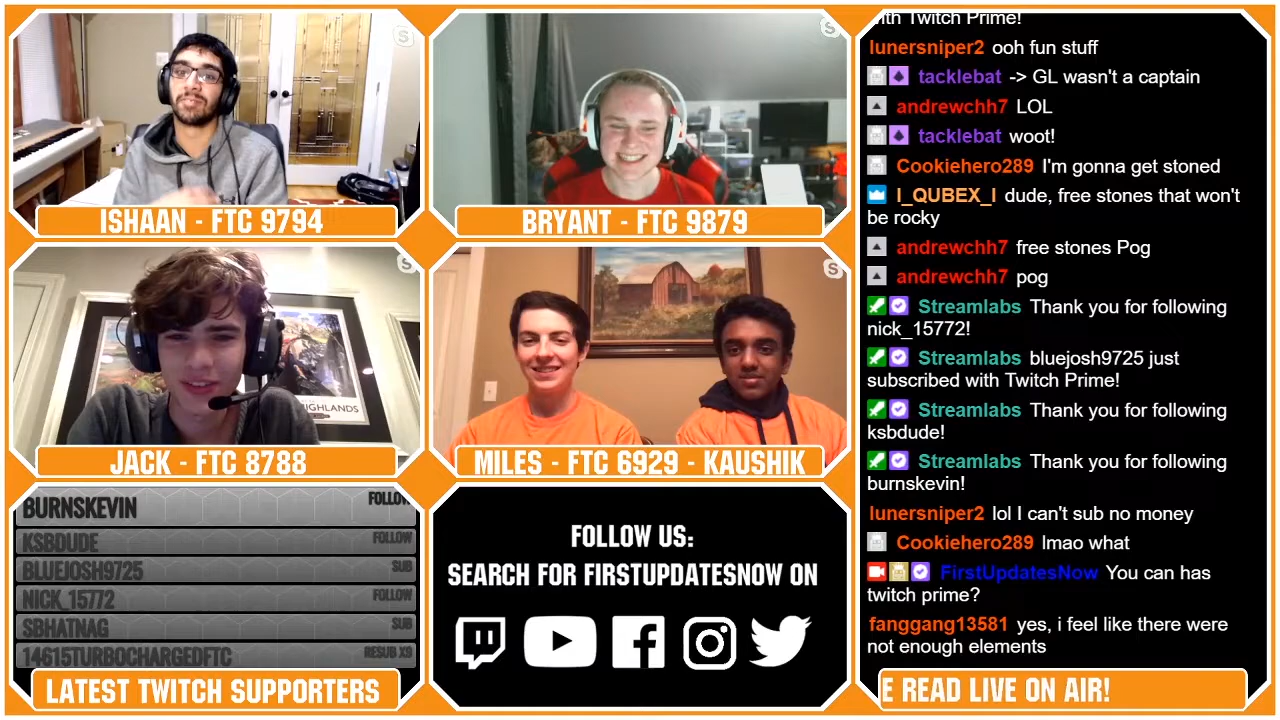 ISHAAN - FTC 9794
BRYANT - FTC 9879
JACK - FTC 8788
HIGHLANDS
MILES - FTC 6929 - KAUSHIK
BURNSKEVIN FOLLOW
KSBDUDE FOLLOW
BLUEJOSH9725 SUB
NICK_15772 FOLLOW
SBHATNAG SUB
14615TURBOCHARGEDFTC RESUB X9
LATEST TWITCH SUPPORTERS
FOLLOW US:
SEARCH FOR FIRSTUPDATESNOW ON
with Twitch Prime!
lunersniper2 ooh fun stuff
tacklebat -> GL wasn't a captain
andrewchh7 LOL
tacklebat woot!
Cookiehero289 I'm gonna get stoned
I_QUBEX_I dude, free stones that won't
be rocky
andrewchh7 free stones Pog
andrewchh7 pog
Streamlabs Thank you for following
nick_15772!
Streamlabs bluejosh9725 just
subscribed with Twitch Prime!
Streamlabs Thank you for following
ksbdude!
Streamlabs Thank you for following
burnskevin!
lunersniper2 lol I can't sub no money
Cookiehero289 lmao what
FirstUpdatesNow You can has
twitch prime?
fanggang13581 yes, i feel like there were
not enough elements
E READ LIVE ON AIR!